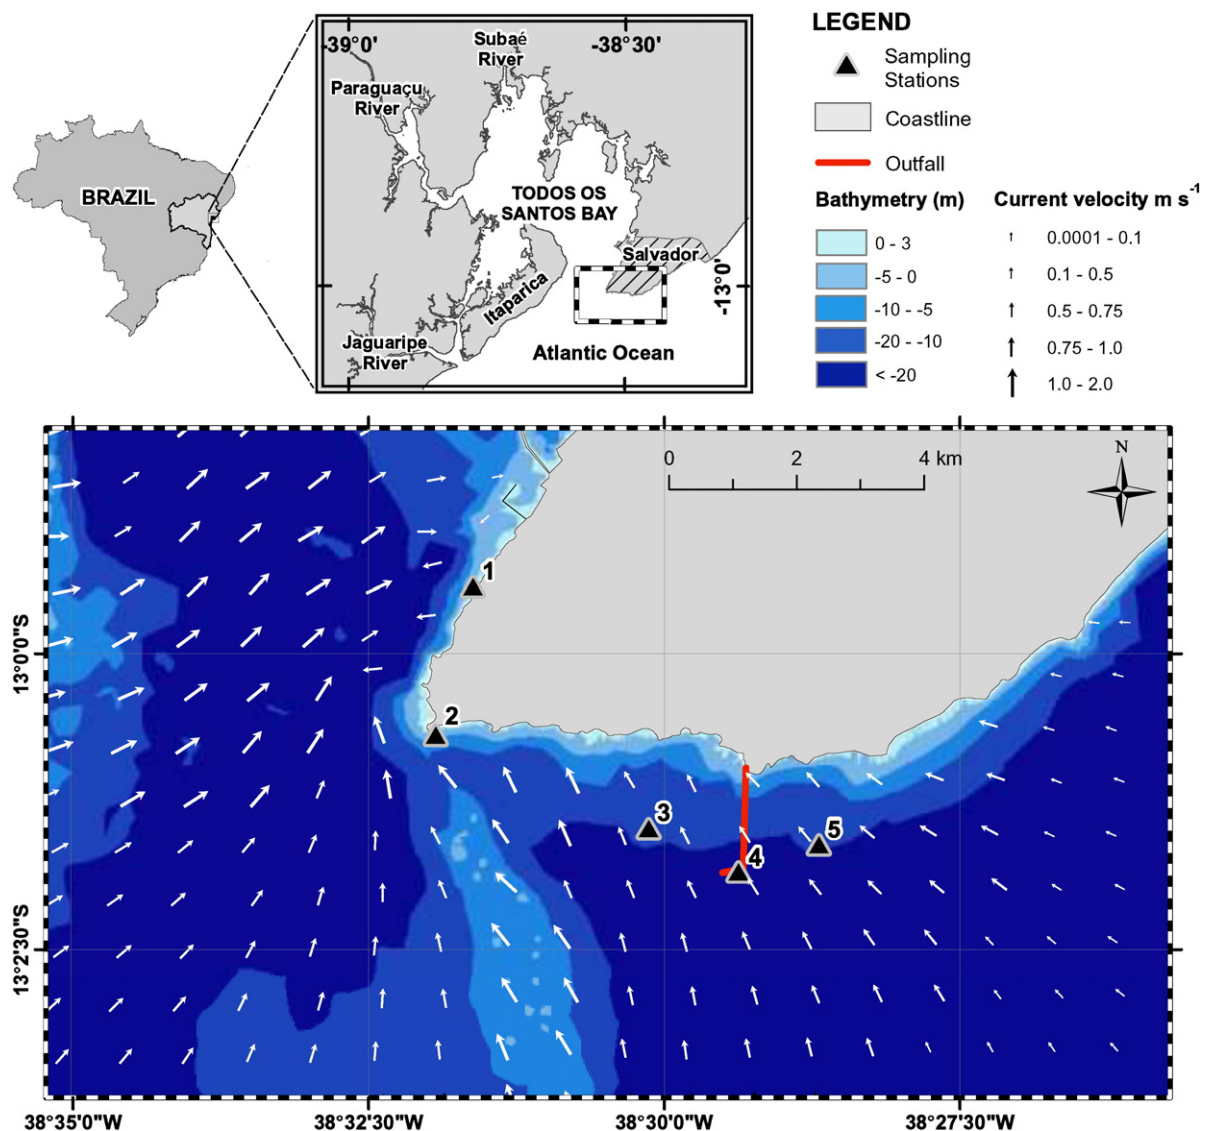 LEGEND
Sampling
Stations
Coastline
Outfall
Bathymetry (m)
0 - 3
-5 - 0
-10 - -5
-20 - -10
< -20
Current velocity m s⁻¹
0.0001 - 0.1
0.1 - 0.5
0.5 - 0.75
0.75 - 1.0
1.0 - 2.0
BRAZIL
-39°0'
-38°30'
Subaé
River
Paraguaçu
River
TODOS OS
SANTOS BAY
Salvador
-13°0'
Itaparica
Jaguaripe
River
Atlantic Ocean
0 2 4 km
N
1
2
3
4
5
13°0'0"S
13°2'30"S
38°35'0"W
38°32'30"W
38°30'0"W
38°27'30"W